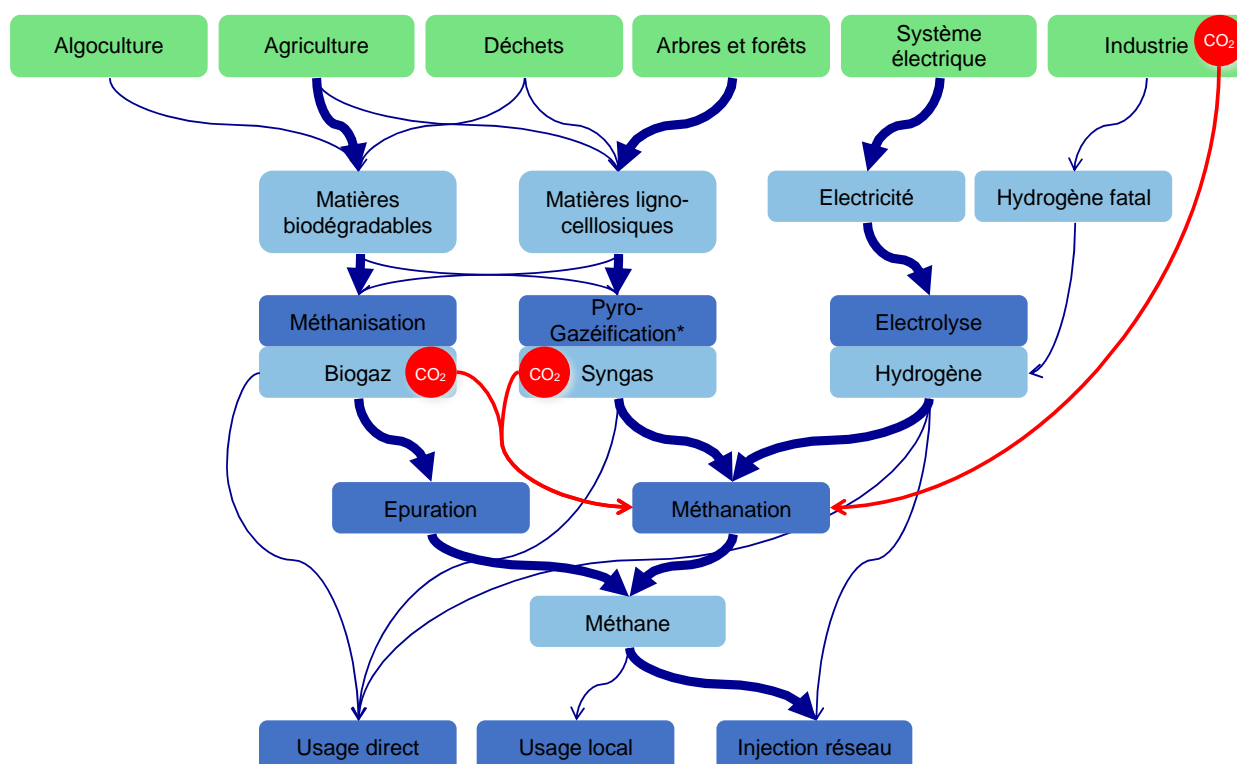 Algoculture
Agriculture
Déchets
Arbres et forêts
Système
électrique
Industrie
CO₂
Matières
biodégradables
Matières ligno-
celllosiques
Electricité
Hydrogène fatal
Méthanisation
Pyro-
Gazéification*
Electrolyse
Biogaz
CO₂
CO₂
Syngas
Hydrogène
Epuration
Méthanation
Méthane
Usage direct
Usage local
Injection réseau